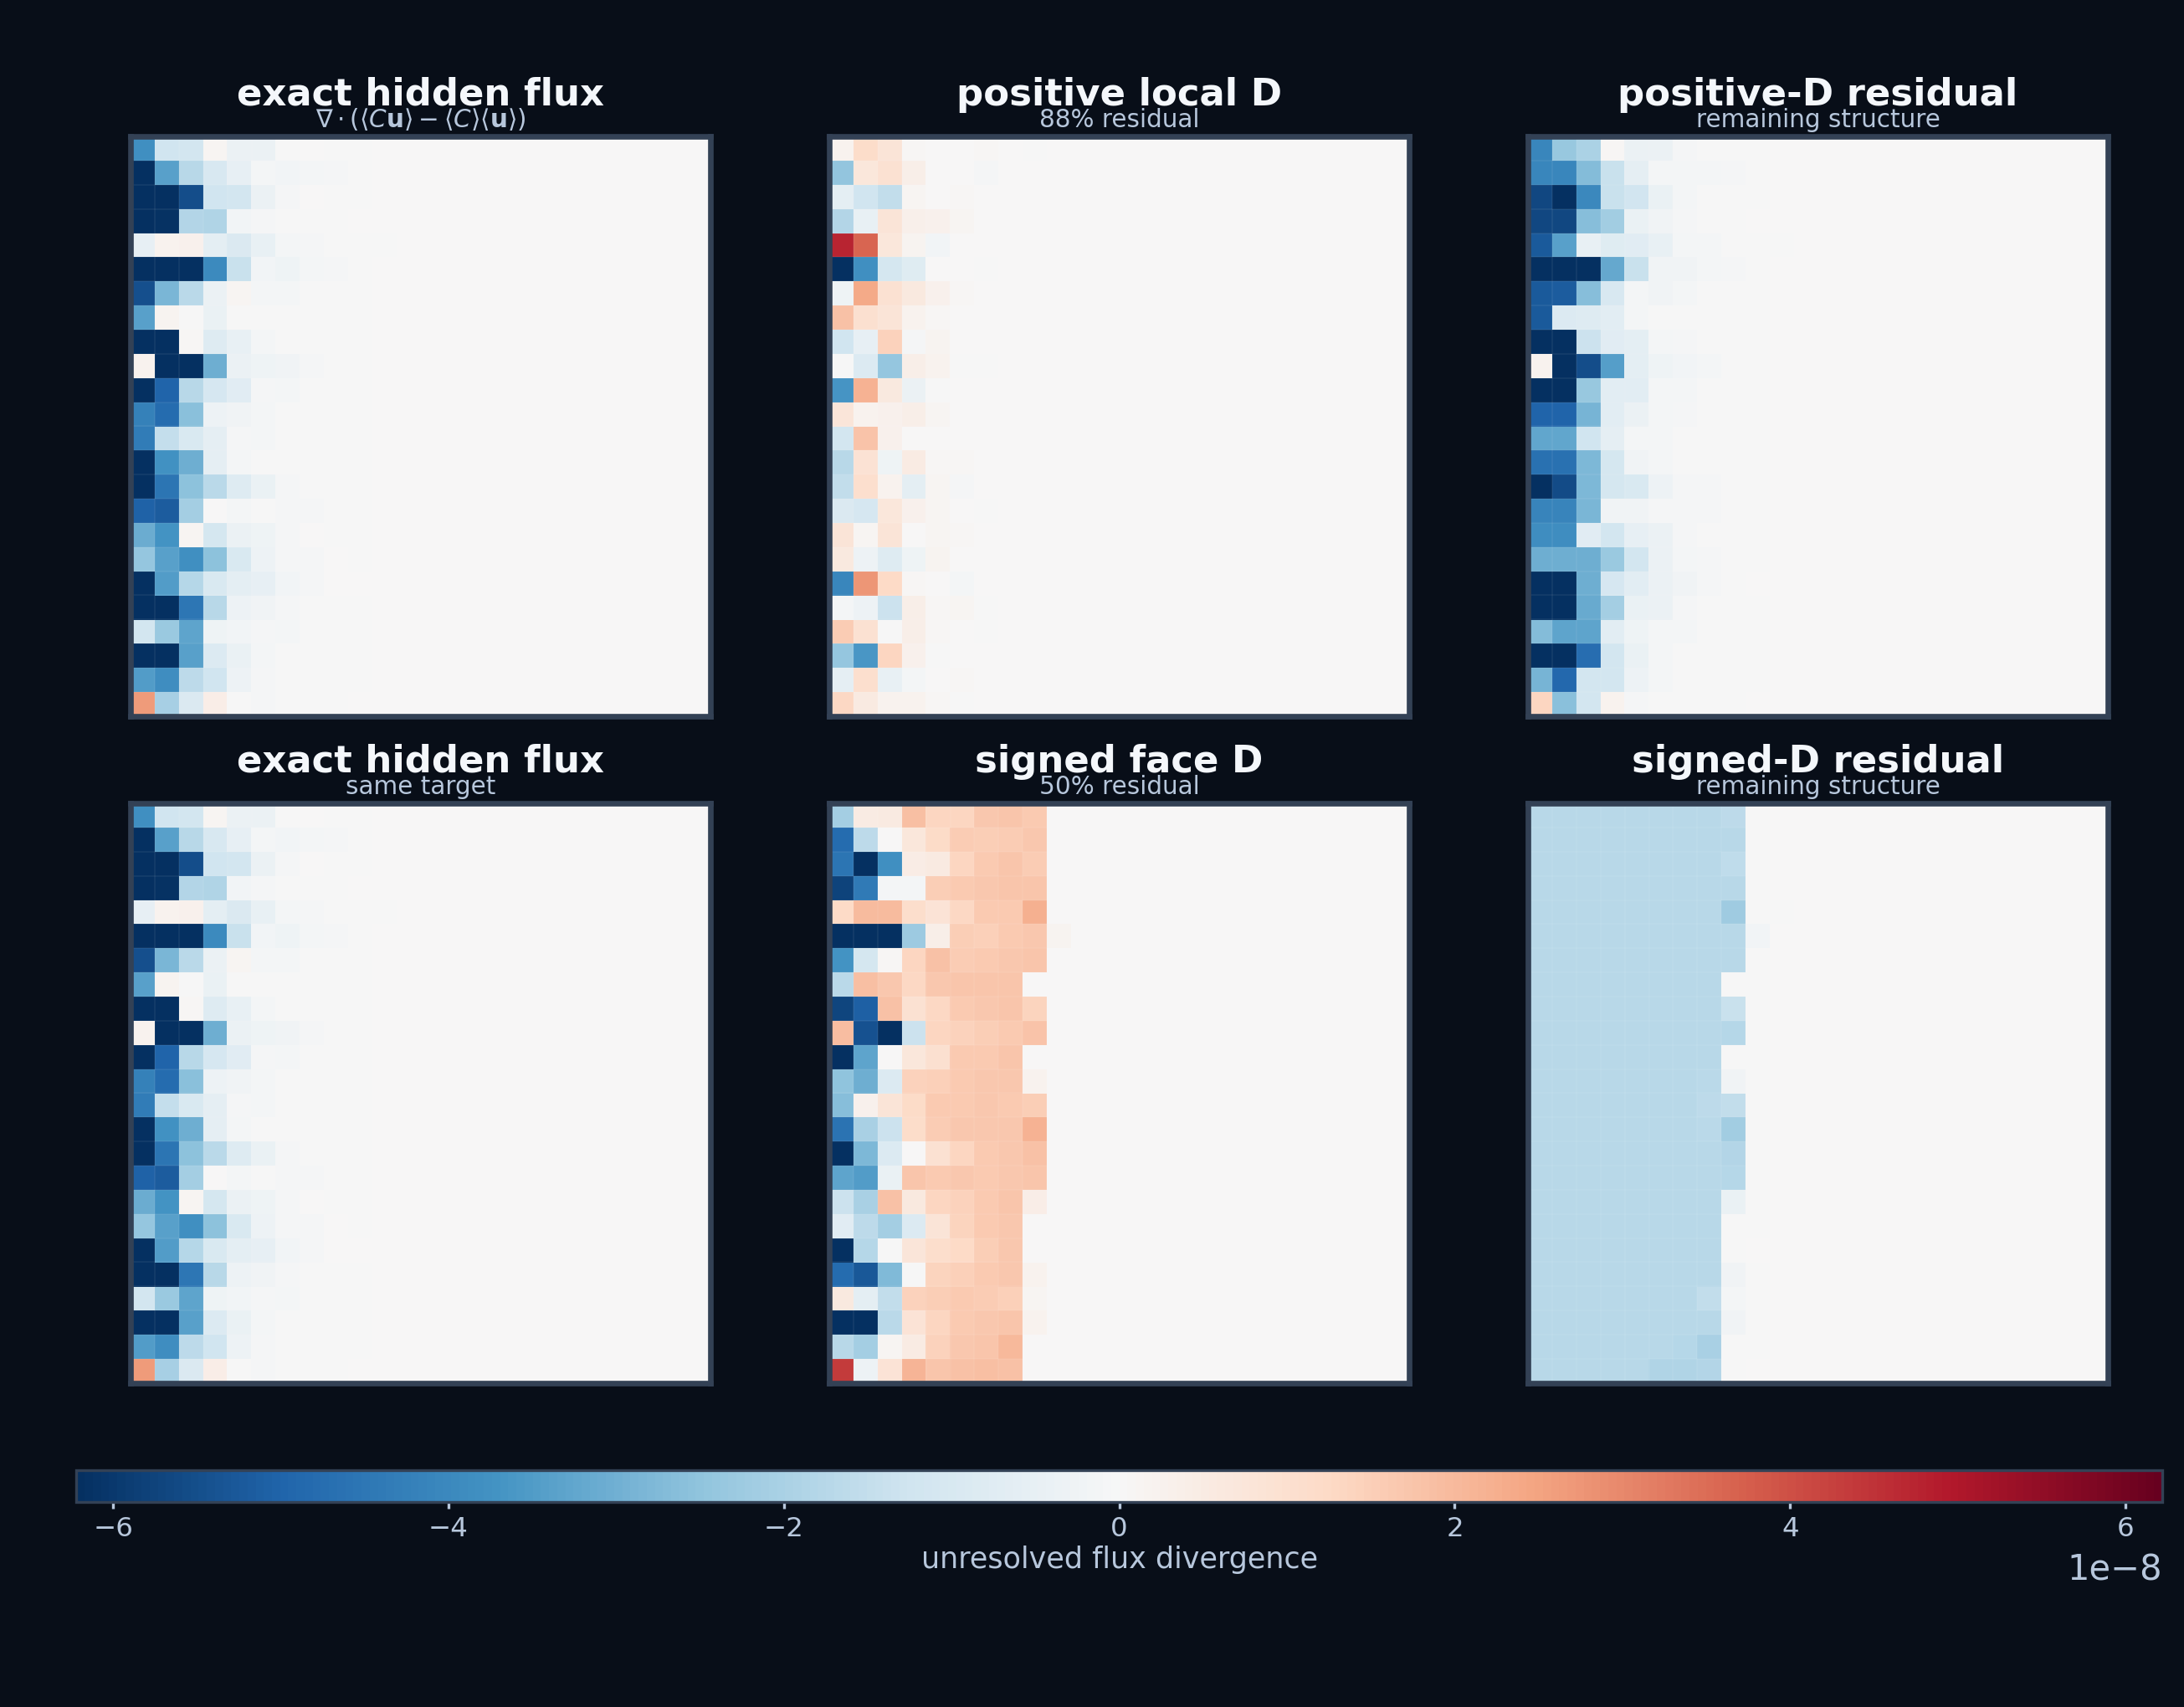 exact hidden flux
∇ · (⟨Cu⟩ − ⟨C⟩⟨u⟩)
positive local D
88% residual
positive-D residual
remaining structure
exact hidden flux
same target
signed face D
50% residual
signed-D residual
remaining structure
−6 −4 −2 0 2 4 6
unresolved flux divergence
1e−8